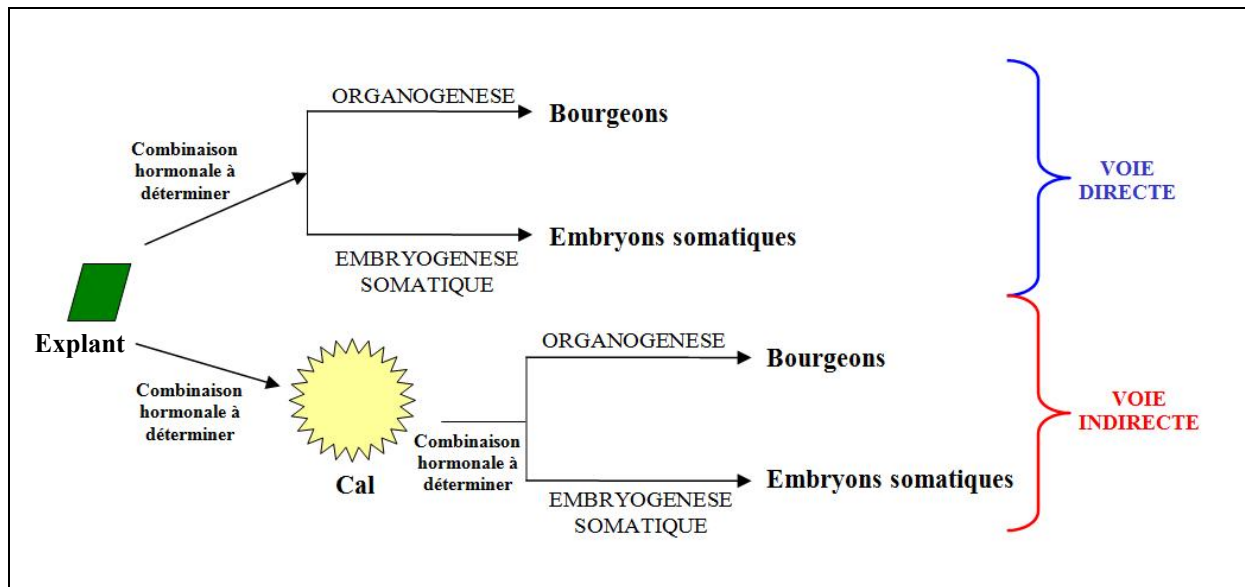 ORGANOGENESE
Bourgeons
Combinaison
hormonale à
déterminer
VOIE
DIRECTE
Embryons somatiques
EMBRYOGENESE
SOMATIQUE
Explant
ORGANOGENESE
Bourgeons
Combinaison
hormonale à
déterminer
VOIE
INDIRECTE
Combinaison
hormonale à
déterminer
Cal
Embryons somatiques
EMBRYOGENESE
SOMATIQUE